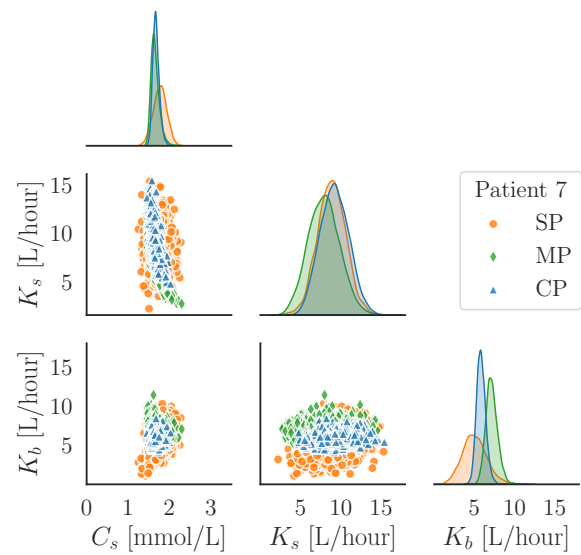 15
10
5
K_s [L/hour]
Patient 7
SP
MP
CP
15
10
5
K_b [L/hour]
0 1 2 3
5 10 15
5 15
C_s [mmol/L]
K_s [L/hour]
K_b [L/hour]